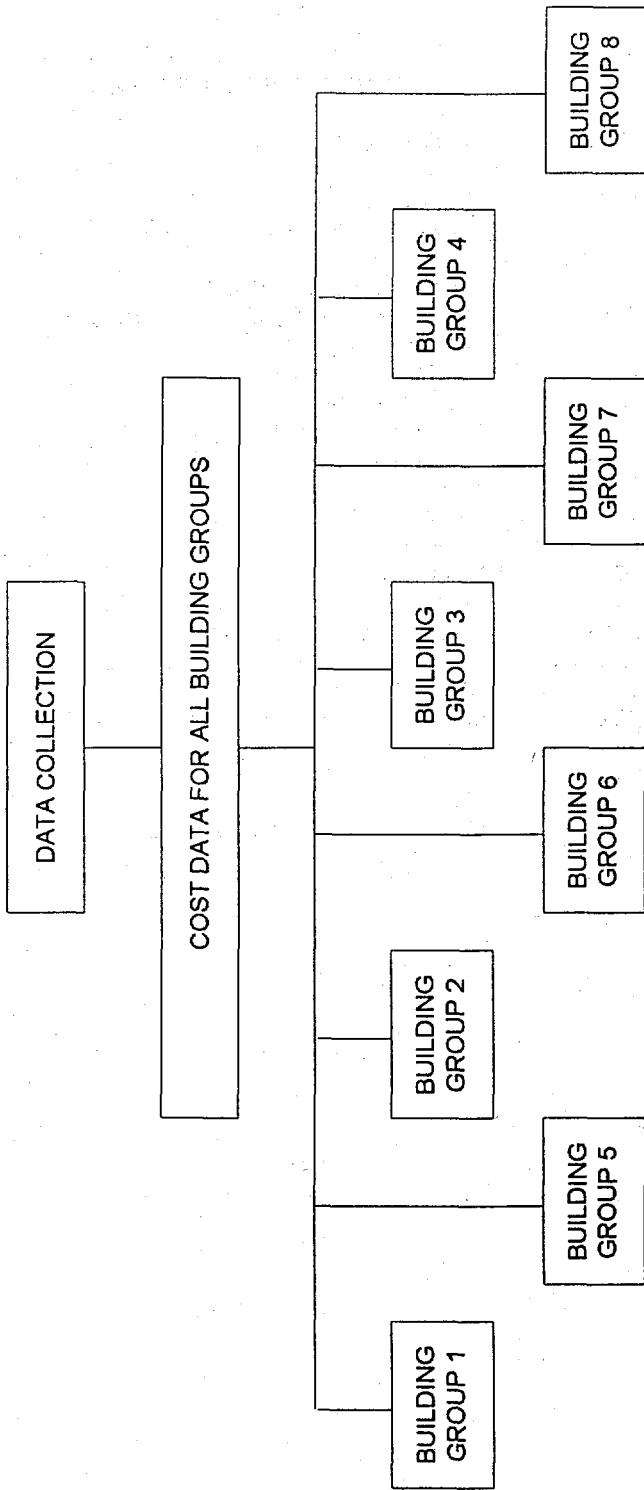 DATA COLLECTION
COST DATA FOR ALL BUILDING GROUPS
BUILDING
GROUP 1
BUILDING
GROUP 2
BUILDING
GROUP 3
BUILDING
GROUP 4
BUILDING
GROUP 5
BUILDING
GROUP 6
BUILDING
GROUP 7
BUILDING
GROUP 8